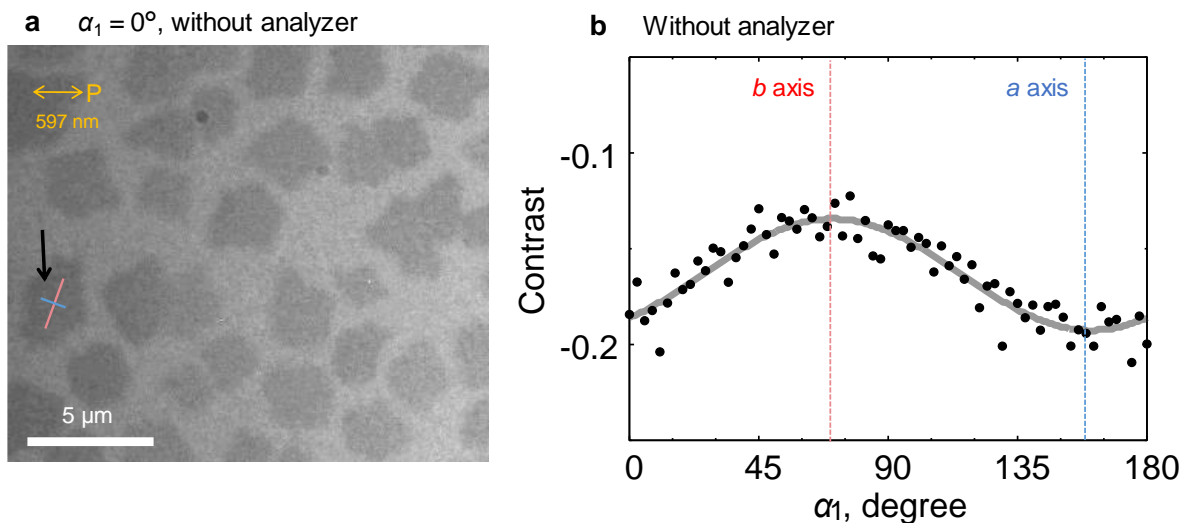 a α1 = 0°, without analyzer
P
597 nm
5 µm
b Without analyzer
b axis
a axis
-0.1
-0.2
Contrast
0 45 90 135 180
α1, degree